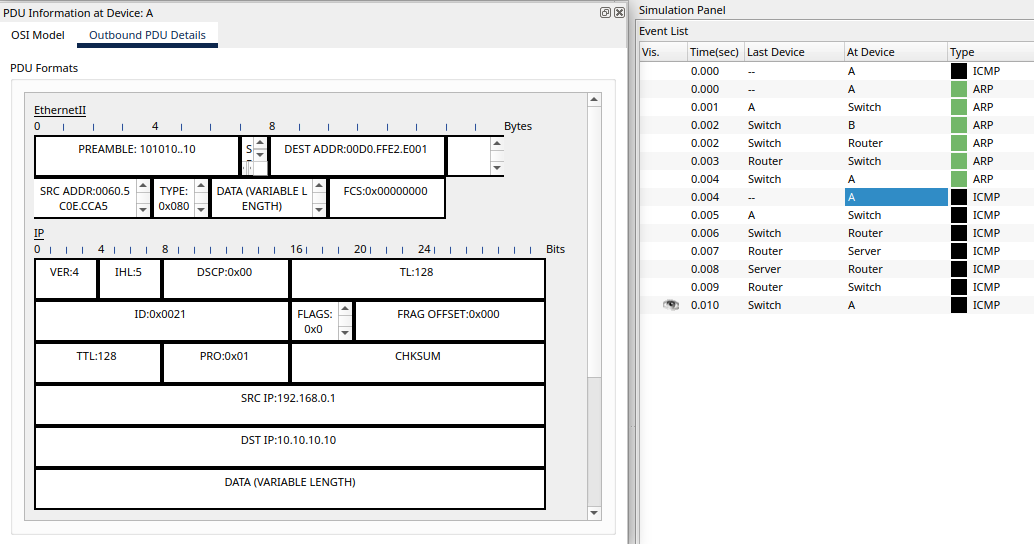 PDU Information at Device: A
OSI Model Outbound PDU Details
PDU Formats
EthernetII
0 4 8 Bytes
PREAMBLE: 101010..10 DEST ADDR:00D0.FFE2.E001
SRC ADDR:0060.5 TYPE: DATA (VARIABLE L FCS:0x00000000
C0E.CCA5 0x080 ENGTH)
IP
0 4 8 16 20 24 Bits
VER:4 IHL:5 DSCP:0x00 TL:128
ID:0x0021 FLAGS: FRAG OFFSET:0x000
0x0
TTL:128 PRO:0x01 CHKSUM
SRC IP:192.168.0.1
DST IP:10.10.10.10
DATA (VARIABLE LENGTH)
Simulation Panel
Event List
Vis. Time(sec) Last Device At Device Type
0.000 -- A ICMP
0.000 -- A ARP
0.001 A Switch ARP
0.002 Switch B ARP
0.002 Switch Router ARP
0.003 Router Switch ARP
0.004 Switch A ARP
0.004 -- A ICMP
0.005 A Switch ICMP
0.006 Switch Router ICMP
0.007 Router Server ICMP
0.008 Server Router ICMP
0.009 Router Switch ICMP
0.010 Switch A ICMP